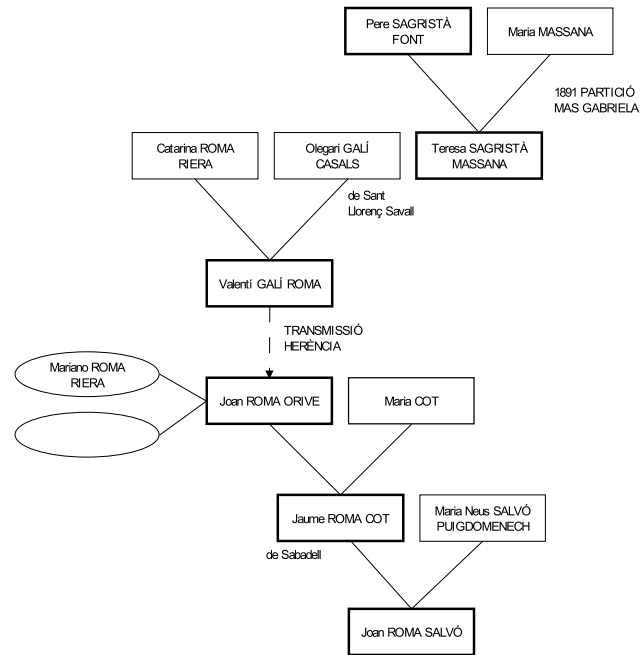 Pere SAGRISTÀ
FONT
Maria MASSANA
1891 PARTICIÓ
MAS GABRIELA
Teresa SAGRISTÀ
MASSANA
Catarina ROMA
RIERA
Olegari GALÍ
CASALS
de Sant
Llorenç Savall
Valentí GALÍ ROMA
TRANSMISSIÓ
HERÈNCIA
Mariano ROMA
RIERA
Joan ROMA ORIVE
Maria COT
Jaume ROMA COT
Maria Neus SALVÓ
PUIGDOMENECH
de Sabadell
Joan ROMA SALVÓ